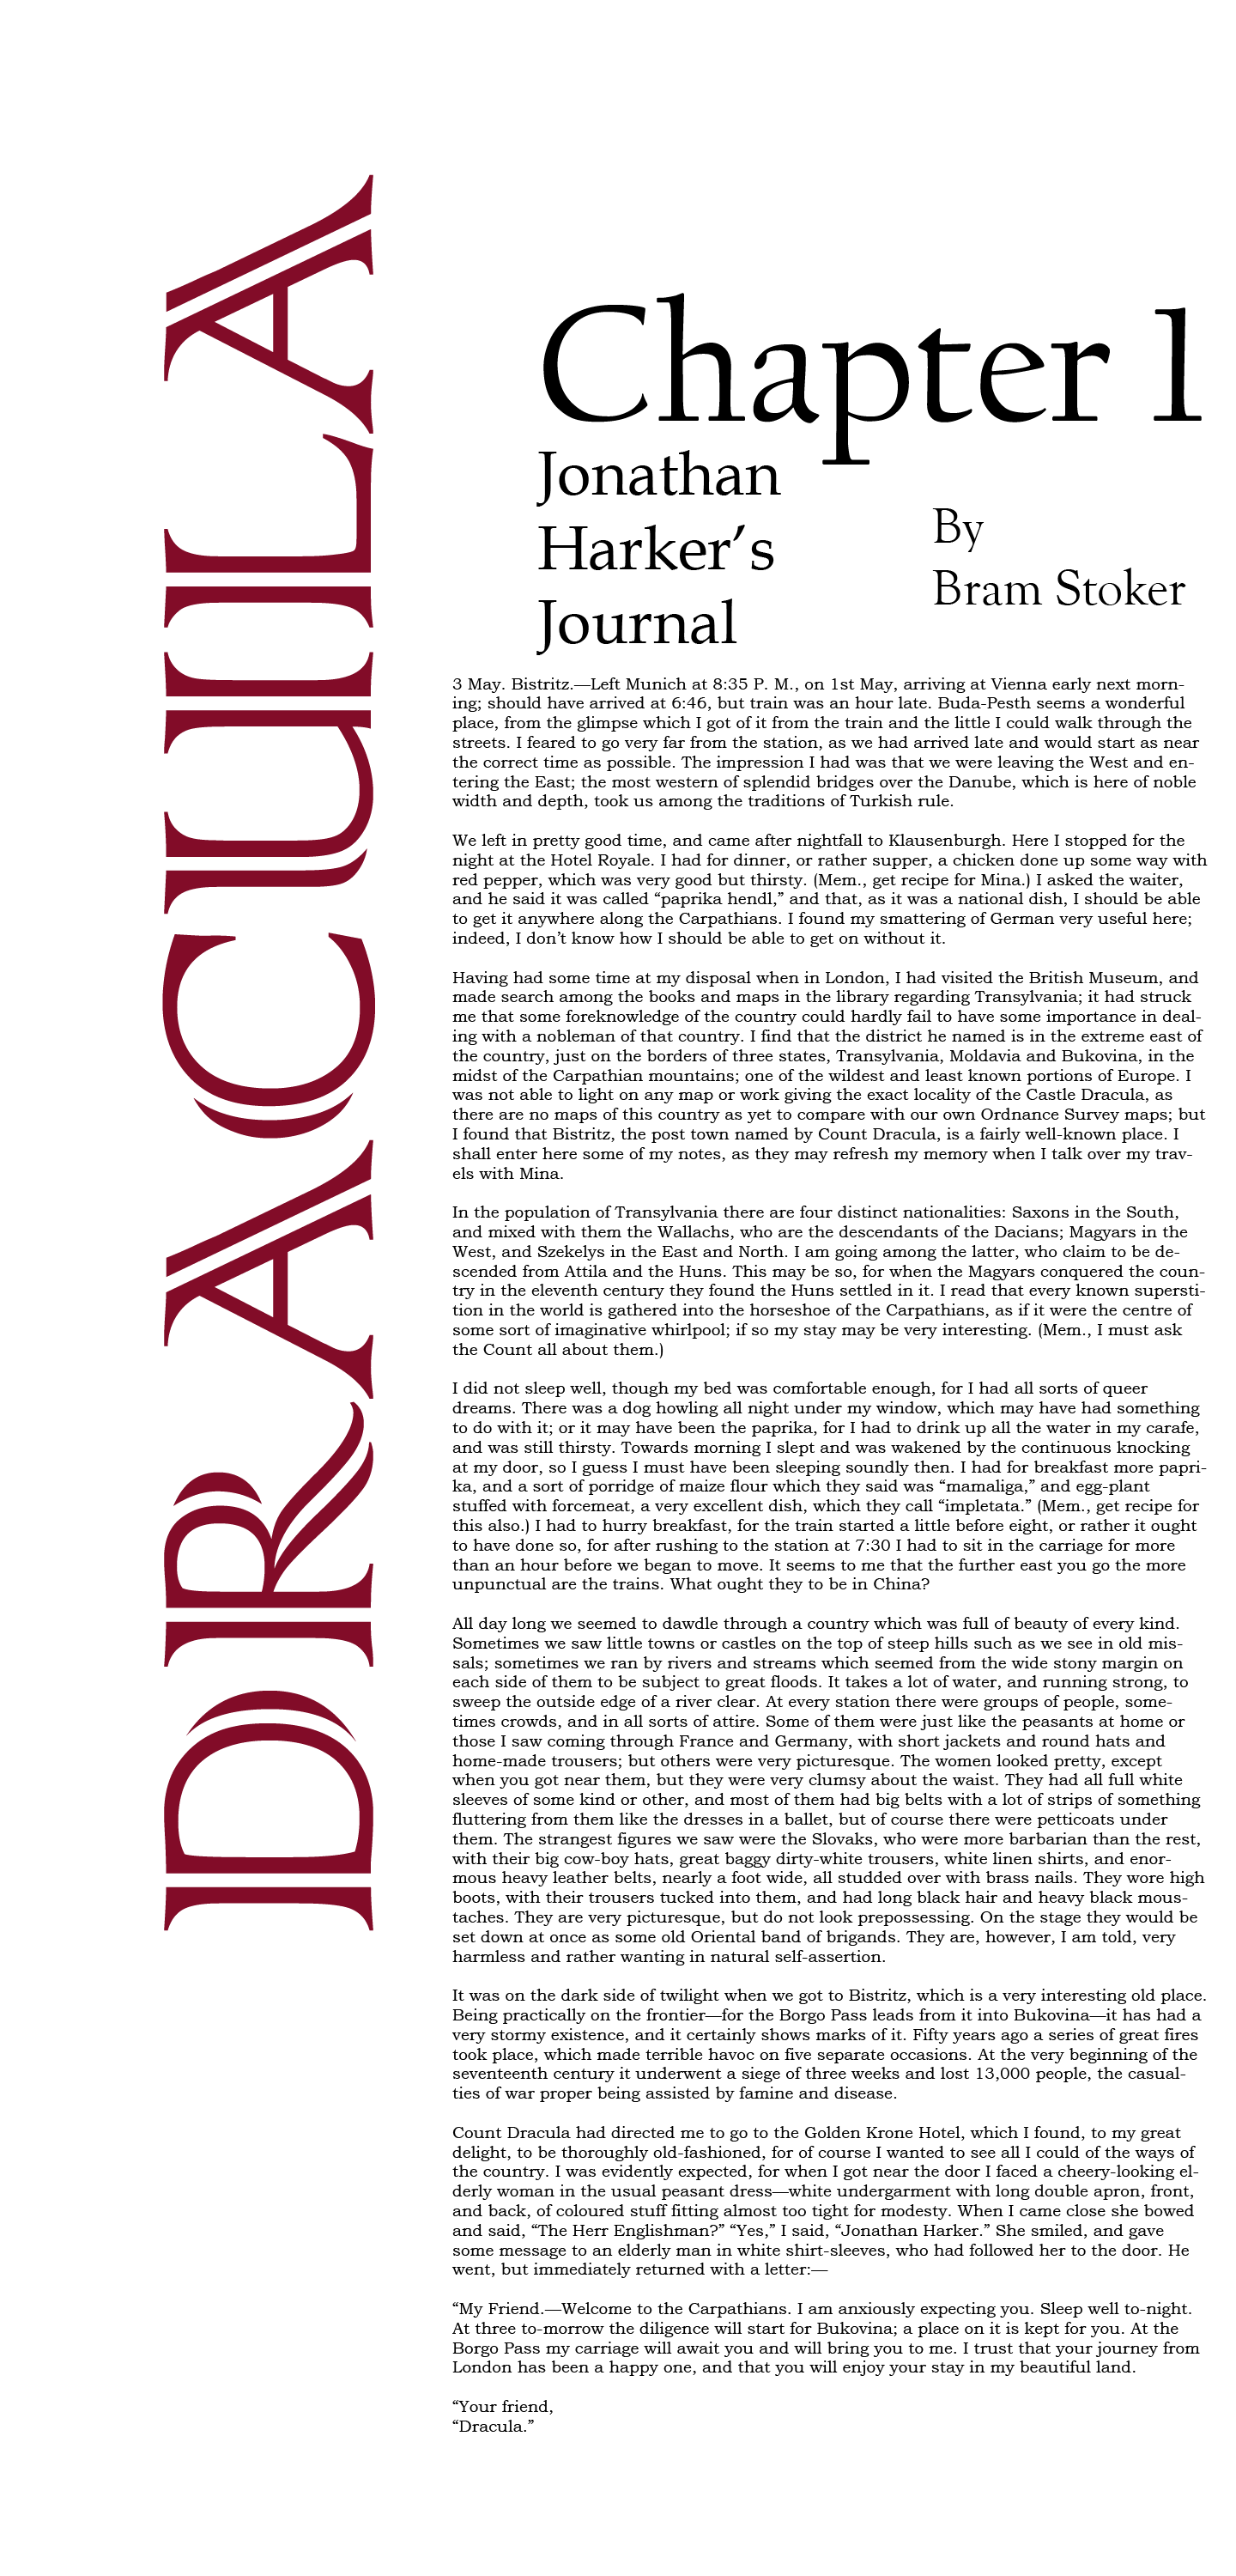 DRACULA
Chapter 1
Jonathan
Harker’s
Journal
By
Bram Stoker
3 May. Bistritz.—Left Munich at 8:35 P. M., on 1st May, arriving at Vienna early next morn-
ing; should have arrived at 6:46, but train was an hour late. Buda-Pesth seems a wonderful
place, from the glimpse which I got of it from the train and the little I could walk through the
streets. I feared to go very far from the station, as we had arrived late and would start as near
the correct time as possible. The impression I had was that we were leaving the West and en-
tering the East; the most western of splendid bridges over the Danube, which is here of noble
width and depth, took us among the traditions of Turkish rule.
We left in pretty good time, and came after nightfall to Klausenburgh. Here I stopped for the
night at the Hotel Royale. I had for dinner, or rather supper, a chicken done up some way with
red pepper, which was very good but thirsty. (Mem., get recipe for Mina.) I asked the waiter,
and he said it was called “paprika hendl,” and that, as it was a national dish, I should be able
to get it anywhere along the Carpathians. I found my smattering of German very useful here;
indeed, I don’t know how I should be able to get on without it.
Having had some time at my disposal when in London, I had visited the British Museum, and
made search among the books and maps in the library regarding Transylvania; it had struck
me that some foreknowledge of the country could hardly fail to have some importance in deal-
ing with a nobleman of that country. I find that the district he named is in the extreme east of
the country, just on the borders of three states, Transylvania, Moldavia and Bukovina, in the
midst of the Carpathian mountains; one of the wildest and least known portions of Europe. I
was not able to light on any map or work giving the exact locality of the Castle Dracula, as
there are no maps of this country as yet to compare with our own Ordnance Survey maps; but
I found that Bistritz, the post town named by Count Dracula, is a fairly well-known place. I
shall enter here some of my notes, as they may refresh my memory when I talk over my trav-
els with Mina.
In the population of Transylvania there are four distinct nationalities: Saxons in the South,
and mixed with them the Wallachs, who are the descendants of the Dacians; Magyars in the
West, and Szekelys in the East and North. I am going among the latter, who claim to be de-
scended from Attila and the Huns. This may be so, for when the Magyars conquered the coun-
try in the eleventh century they found the Huns settled in it. I read that every known supersti-
tion in the world is gathered into the horseshoe of the Carpathians, as if it were the centre of
some sort of imaginative whirlpool; if so my stay may be very interesting. (Mem., I must ask
the Count all about them.)
I did not sleep well, though my bed was comfortable enough, for I had all sorts of queer
dreams. There was a dog howling all night under my window, which may have had something
to do with it; or it may have been the paprika, for I had to drink up all the water in my carafe,
and was still thirsty. Towards morning I slept and was wakened by the continuous knocking
at my door, so I guess I must have been sleeping soundly then. I had for breakfast more papri-
ka, and a sort of porridge of maize flour which they said was “mamaliga,” and egg-plant
stuffed with forcemeat, a very excellent dish, which they call “impletata.” (Mem., get recipe for
this also.) I had to hurry breakfast, for the train started a little before eight, or rather it ought
to have done so, for after rushing to the station at 7:30 I had to sit in the carriage for more
than an hour before we began to move. It seems to me that the further east you go the more
unpunctual are the trains. What ought they to be in China?
All day long we seemed to dawdle through a country which was full of beauty of every kind.
Sometimes we saw little towns or castles on the top of steep hills such as we see in old mis-
sals; sometimes we ran by rivers and streams which seemed from the wide stony margin on
each side of them to be subject to great floods. It takes a lot of water, and running strong, to
sweep the outside edge of a river clear. At every station there were groups of people, some-
times crowds, and in all sorts of attire. Some of them were just like the peasants at home or
those I saw coming through France and Germany, with short jackets and round hats and
home-made trousers; but others were very picturesque. The women looked pretty, except
when you got near them, but they were very clumsy about the waist. They had all full white
sleeves of some kind or other, and most of them had big belts with a lot of strips of something
fluttering from them like the dresses in a ballet, but of course there were petticoats under
them. The strangest figures we saw were the Slovaks, who were more barbarian than the rest,
with their big cow-boy hats, great baggy dirty-white trousers, white linen shirts, and enor-
mous heavy leather belts, nearly a foot wide, all studded over with brass nails. They wore high
boots, with their trousers tucked into them, and had long black hair and heavy black mous-
taches. They are very picturesque, but do not look prepossessing. On the stage they would be
set down at once as some old Oriental band of brigands. They are, however, I am told, very
harmless and rather wanting in natural self-assertion.
It was on the dark side of twilight when we got to Bistritz, which is a very interesting old place.
Being practically on the frontier—for the Borgo Pass leads from it into Bukovina—it has had a
very stormy existence, and it certainly shows marks of it. Fifty years ago a series of great fires
took place, which made terrible havoc on five separate occasions. At the very beginning of the
seventeenth century it underwent a siege of three weeks and lost 13,000 people, the casual-
ties of war proper being assisted by famine and disease.
Count Dracula had directed me to go to the Golden Krone Hotel, which I found, to my great
delight, to be thoroughly old-fashioned, for of course I wanted to see all I could of the ways of
the country. I was evidently expected, for when I got near the door I faced a cheery-looking el-
derly woman in the usual peasant dress—white undergarment with long double apron, front,
and back, of coloured stuff fitting almost too tight for modesty. When I came close she bowed
and said, “The Herr Englishman?” “Yes,” I said, “Jonathan Harker.” She smiled, and gave
some message to an elderly man in white shirt-sleeves, who had followed her to the door. He
went, but immediately returned with a letter:—
“My Friend.—Welcome to the Carpathians. I am anxiously expecting you. Sleep well to-night.
At three to-morrow the diligence will start for Bukovina; a place on it is kept for you. At the
Borgo Pass my carriage will await you and will bring you to me. I trust that your journey from
London has been a happy one, and that you will enjoy your stay in my beautiful land.
“Your friend,
“Dracula.”